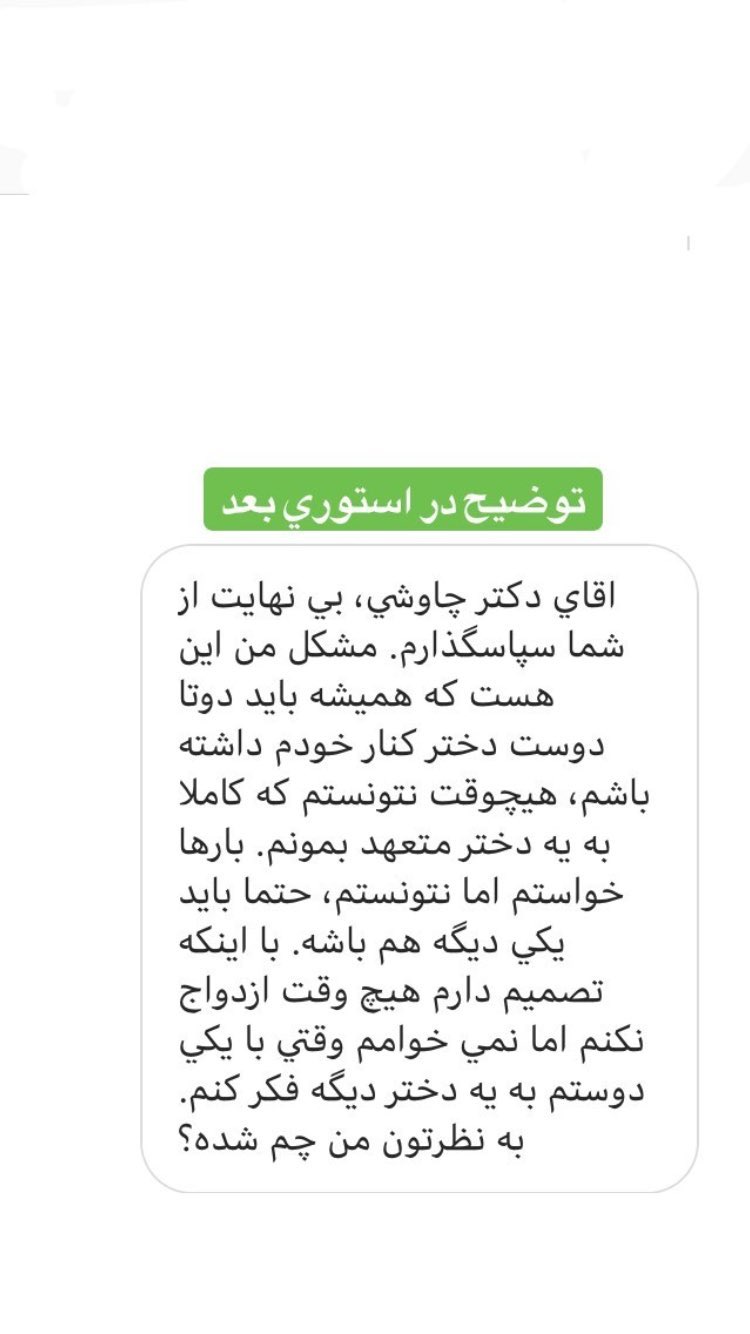 توضيح در استوري بعد
اقاي دكتر چاوشي، بي نهايت از
شما سپاسگذارم. مشكل من اين
هست كه هميشه بايد دوتا
دوست دختر كنار خودم داشته
باشم، هيچوقت نتونستم كه كاملا
به يه دختر متعهد بمونم. بارها
خواستم اما نتونستم، حتما بايد
يكي ديگه هم باشه. با اينكه
تصميم دارم هيچ وقت ازدواج
نكنم اما نمي خوامم وقتي با يكي
دوستم به يه دختر ديگه فكر كنم.
به نظرتون من چم شده؟